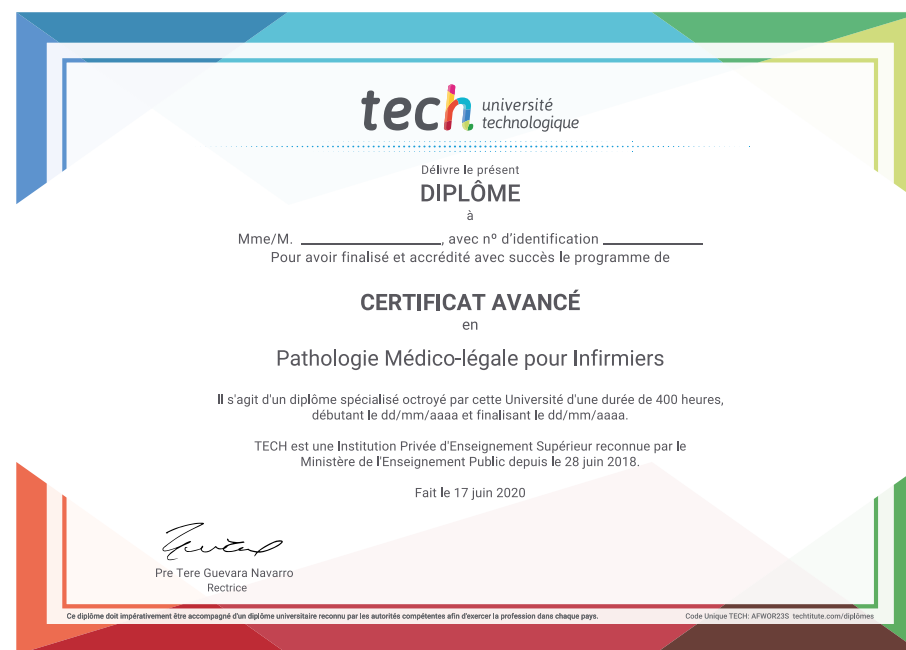 tech université
technologique
Délivre le présent
DIPLÔME
à
Mme/M. ____________, avec nº d'identification ____________
Pour avoir finalisé et accrédité avec succès le programme de
CERTIFICAT AVANCÉ
en
Pathologie Médico-légale pour Infirmiers
Il s'agit d'un diplôme spécialisé octroyé par cette Université d'une durée de 400 heures,
débutant le dd/mm/aaaa et finalisant le dd/mm/aaaa.
TECH est une Institution Privée d'Enseignement Supérieur reconnue par le
Ministère de l'Enseignement Public depuis le 28 juin 2018.
Fait le 17 juin 2020
Pre Tere Guevara Navarro
Rectrice
Ce diplôme doit impérativement être accompagné d'un diplôme universitaire reconnu par les autorités compétentes afin d'exercer la profession dans chaque pays.
Code Unique TECH: AFWOR23S techtitute.com/diplômes